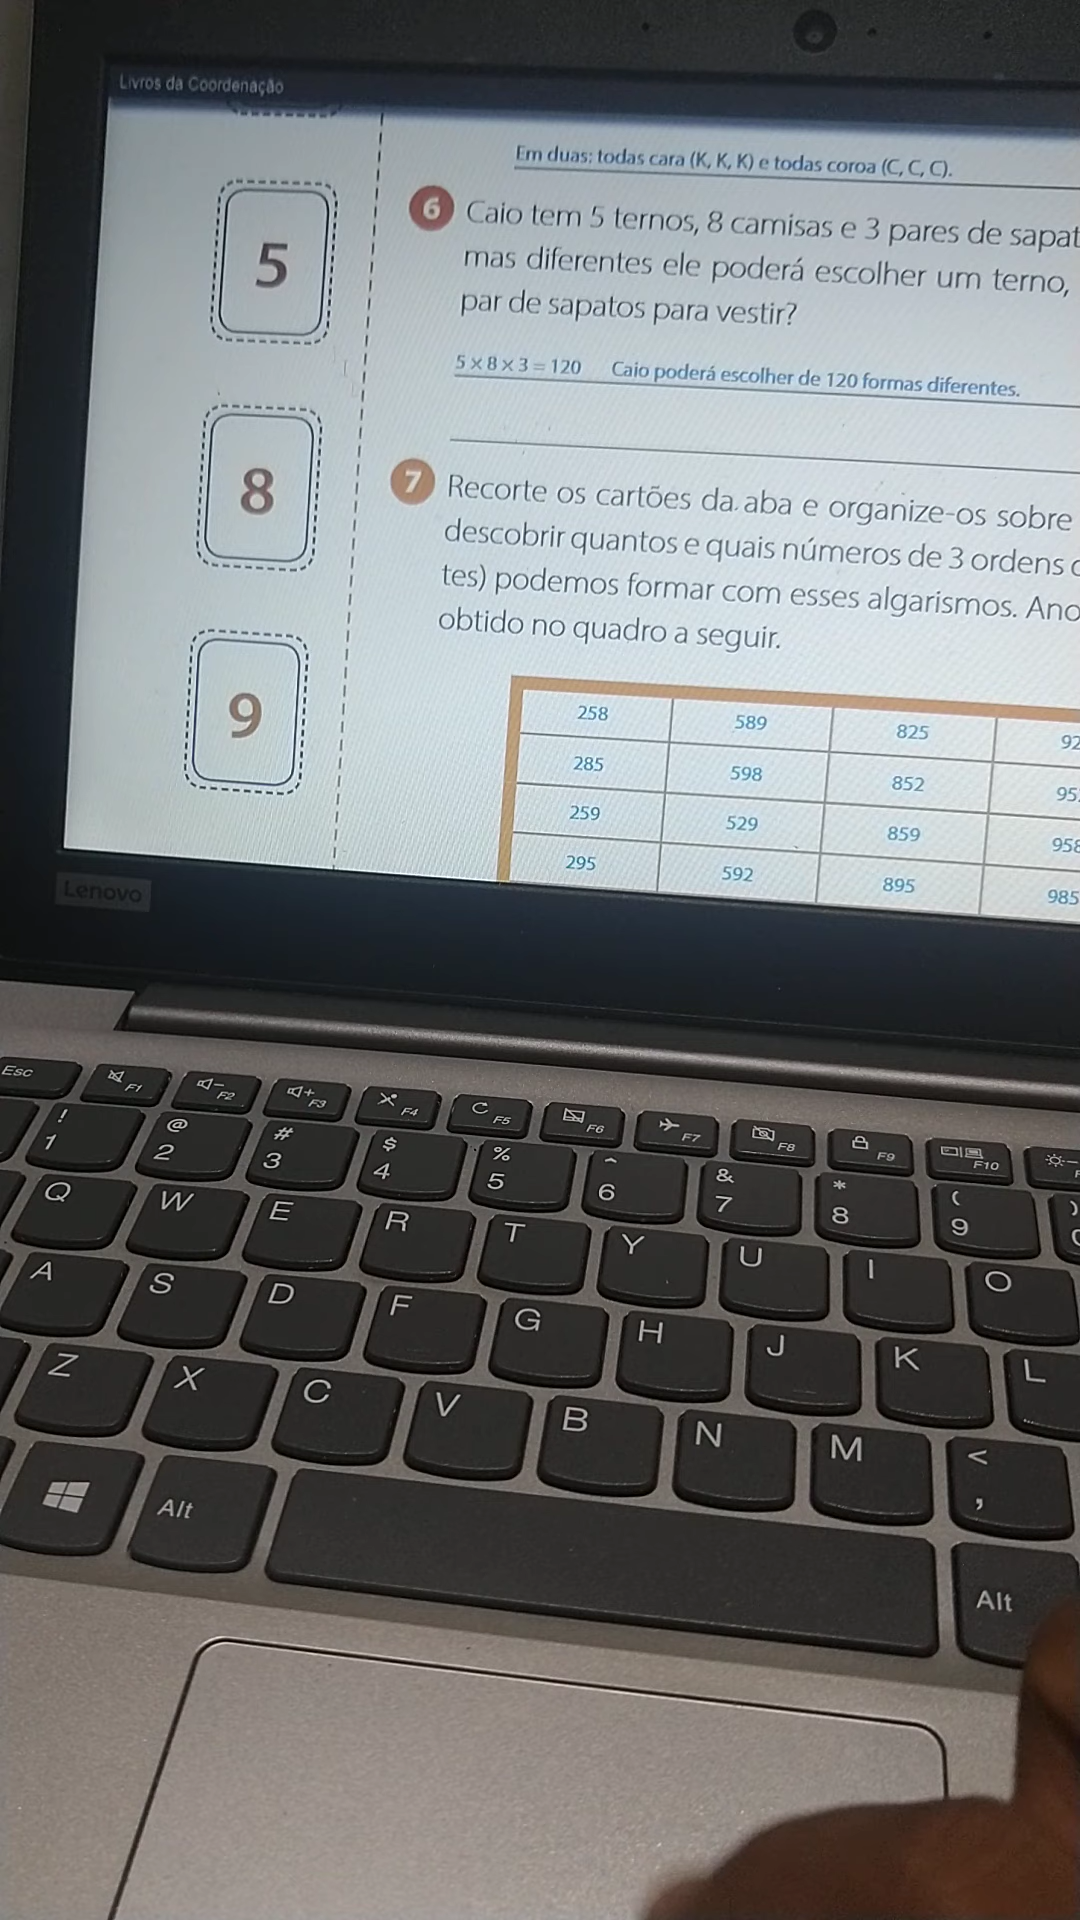 Livros da Coordenação
Em duas: todas cara (K, K, K) e todas coroa (C, C, C).
5
6 Caio tem 5 ternos, 8 camisas e 3 pares de sapat
mas diferentes ele poderá escolher um terno,
par de sapatos para vestir?
5 × 8 × 3 = 120 Caio poderá escolher de 120 formas diferentes.
8
7 Recorte os cartões da aba e organize-os sobre
descobrir quantos e quais números de 3 ordens
tes) podemos formar com esses algarismos. Ano
obtido no quadro a seguir.
9
258 589 825 92
285 598 852 95
259 529 859 958
295 592 895 985
Lenovo
Esc F1 F2 F3 F4 F5 F6 F7 F8 F9 F10
! @ # $ % ^ & * ( )
1 2 3 4 5 6 7 8 9
Q W E R T Y U I O
A S D F G H J K L
Z X C V B N M < ,
Alt Alt